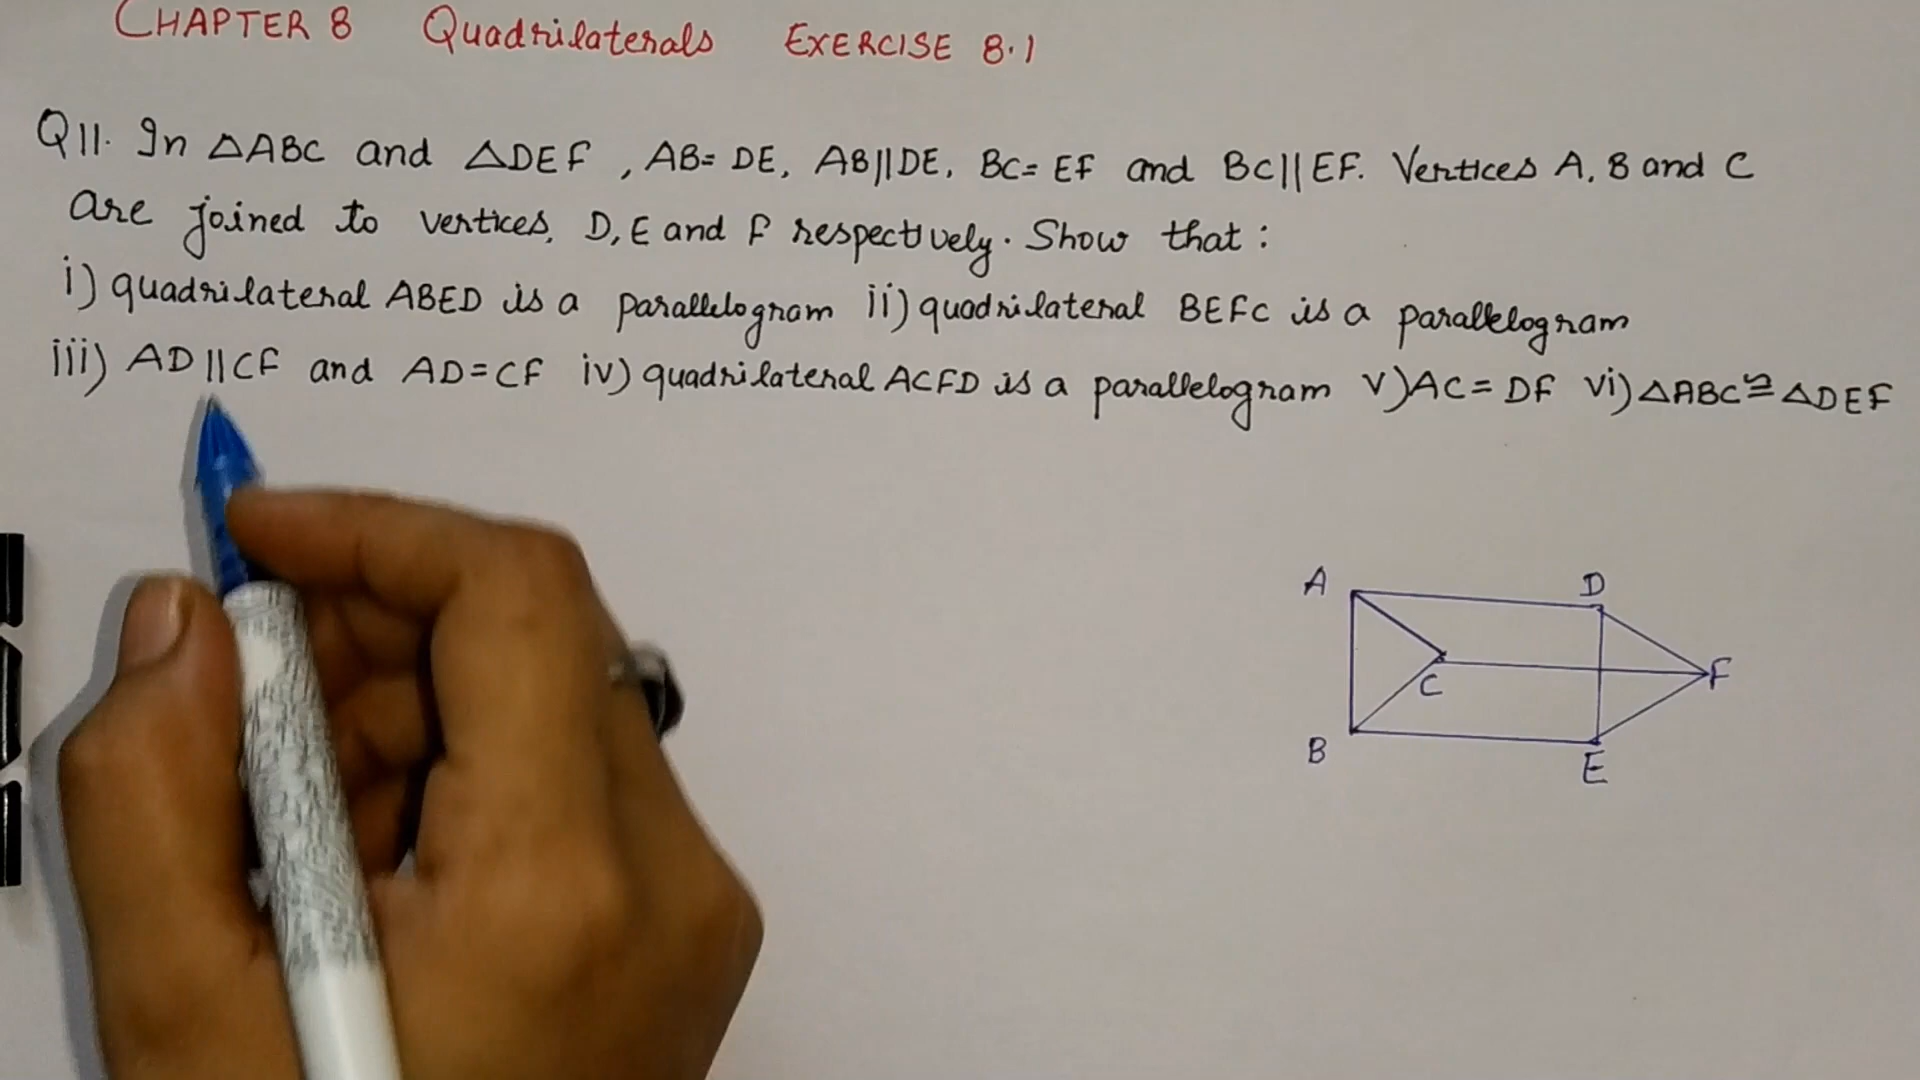 CHAPTER 8 Quadrilaterals EXERCISE 8.1
Q11. In △ABC and △DEF, AB= DE, AB||DE, BC= EF and BC||EF. Vertices A, B and C
are joined to vertices, D, E and F respectively. Show that:
i) quadrilateral ABED is a parallelogram ii) quadrilateral BEFC is a parallelogram
iii) AD||CF and AD=CF iv) quadrilateral ACFD is a parallelogram v) AC= DF vi) △ABC≅△DEF
A D
C F
B E